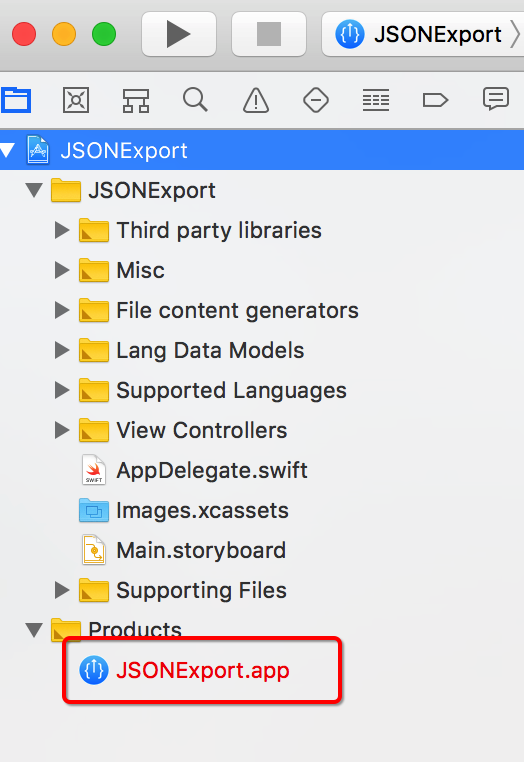 JSONExport
JSONExport
JSONExport
Third party libraries
Misc
File content generators
Lang Data Models
Supported Languages
View Controllers
SWIFT
AppDelegate.swift
Images.xcassets
Main.storyboard
Supporting Files
Products
JSONExport.app